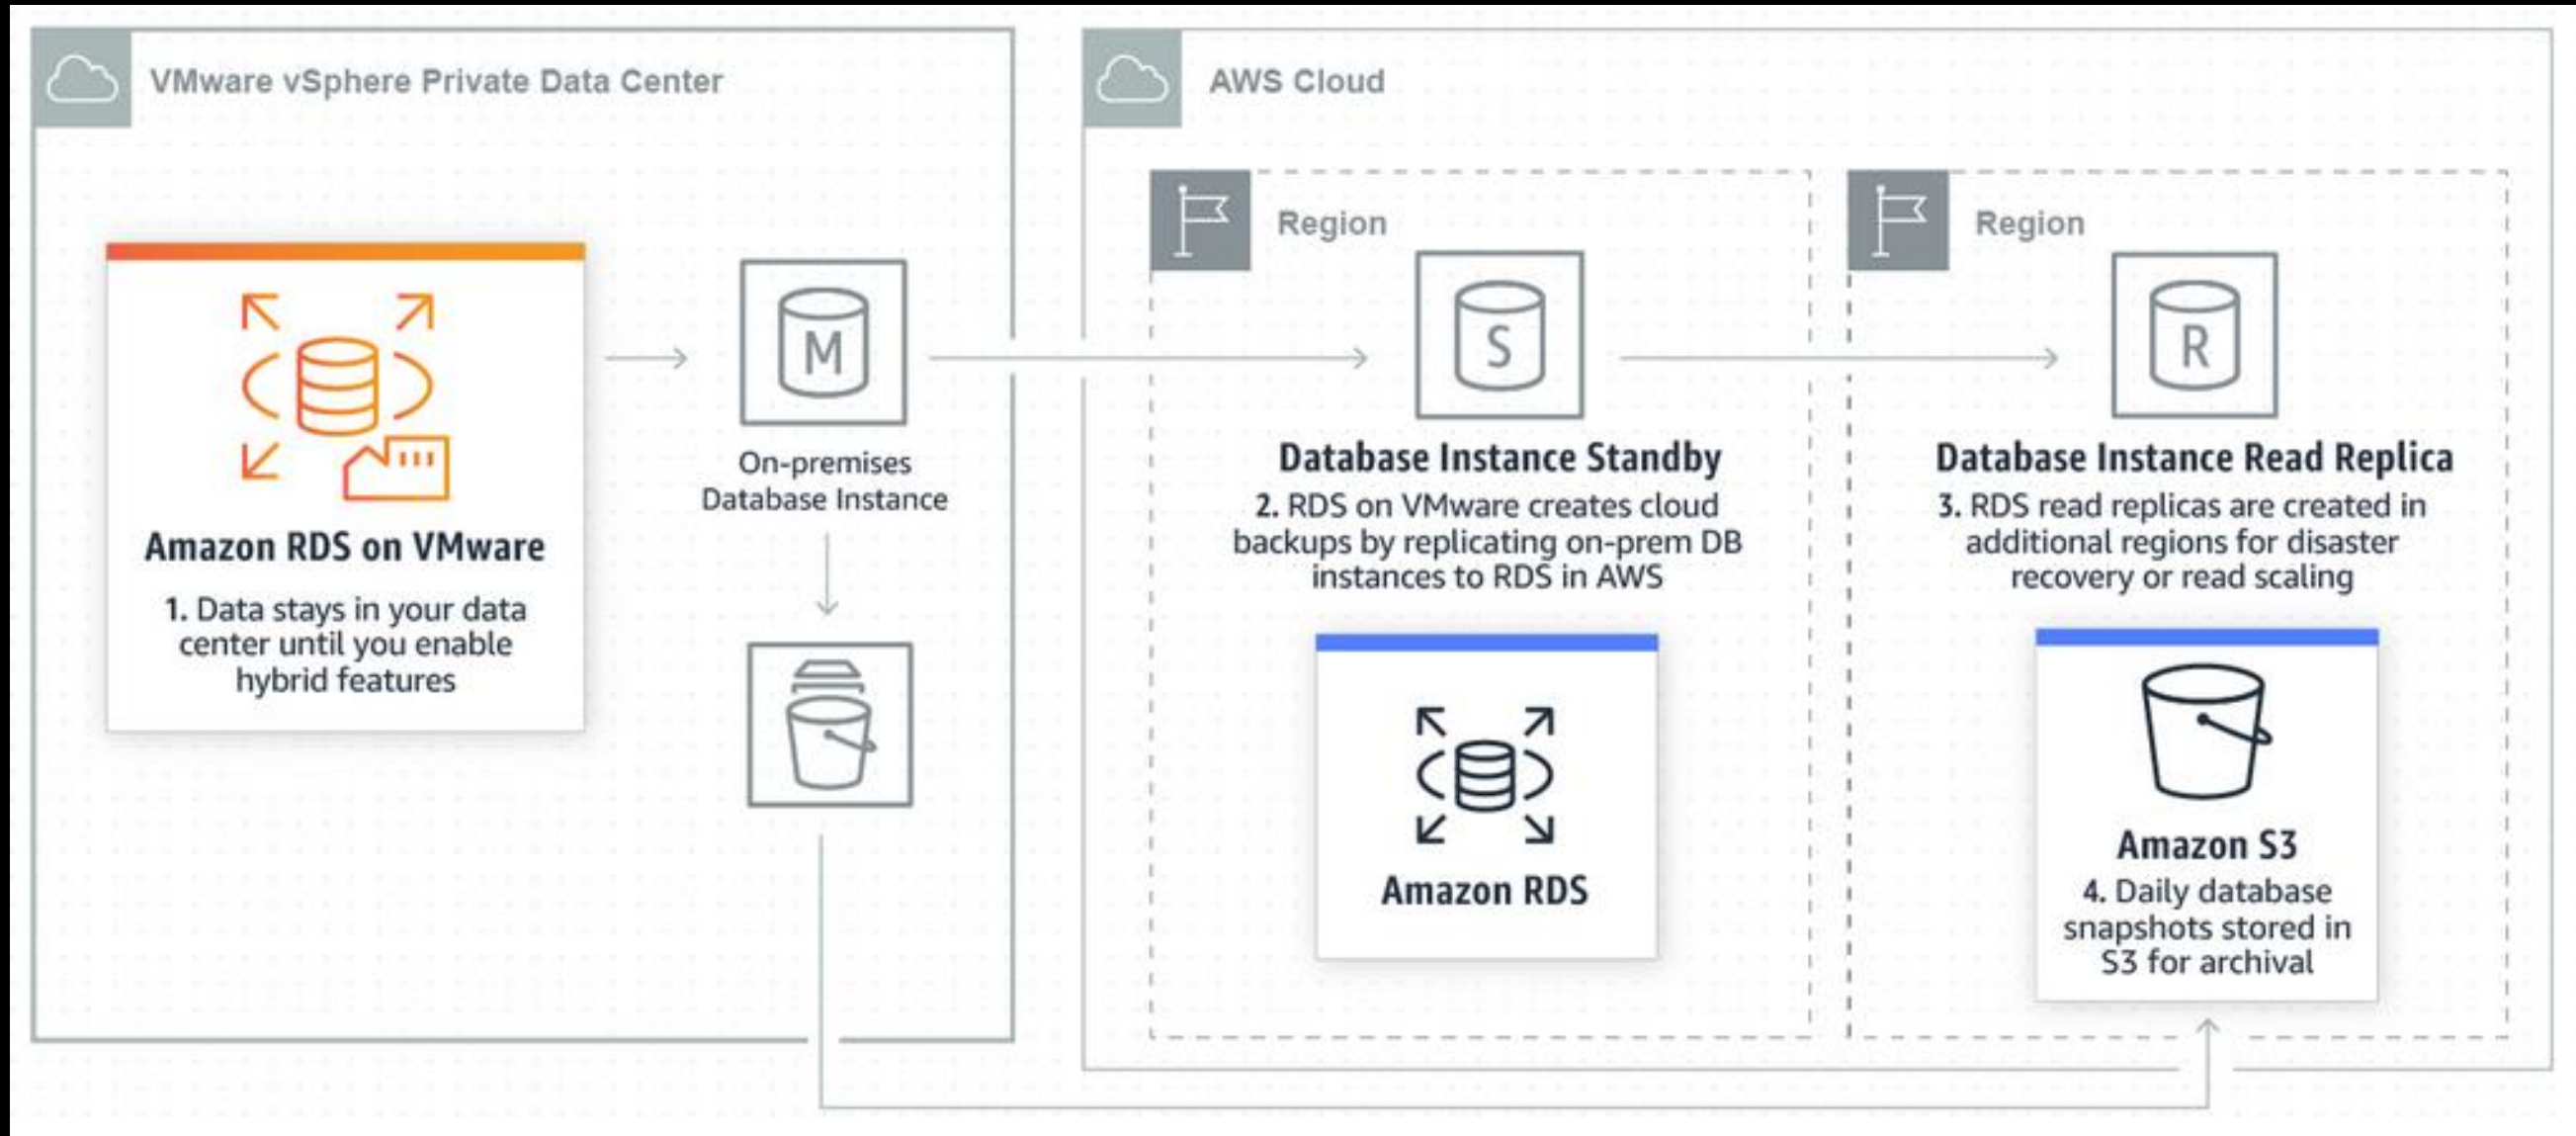 VMware vSphere Private Data Center
Amazon RDS on VMware
1. Data stays in your data
center until you enable
hybrid features
M
On-premises
Database Instance
AWS Cloud
Region
S
Database Instance Standby
2. RDS on VMware creates cloud
backups by replicating on-prem DB
instances to RDS in AWS
Amazon RDS
Region
R
Database Instance Read Replica
3. RDS read replicas are created in
additional regions for disaster
recovery or read scaling
Amazon S3
4. Daily database
snapshots stored in
S3 for archival